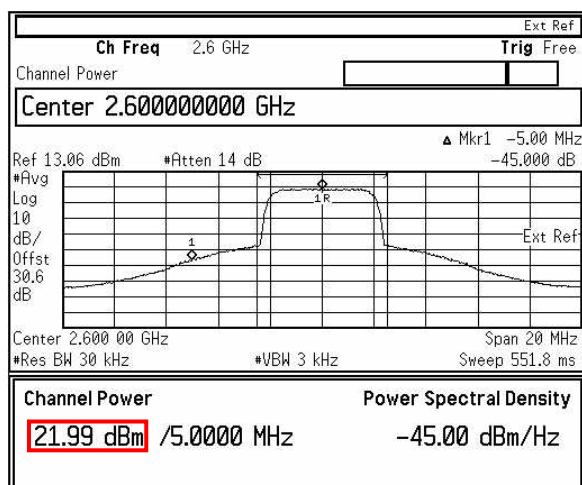 Ext Ref
Ch Freq 2.6 GHz Trig Free
Channel Power
Center 2.600000000 GHz
Δ Mkr1 -5.00 MHz
Ref 13.06 dBm #Atten 14 dB -45.000 dB
#Avg
Log
10
dB/
Offst
30.6
dB
1R
1
Ext Ref
Center 2.600 00 GHz Span 20 MHz
#Res BW 30 kHz #VBW 3 kHz Sweep 551.8 ms
Channel Power Power Spectral Density
21.99 dBm /5.0000 MHz -45.00 dBm/Hz